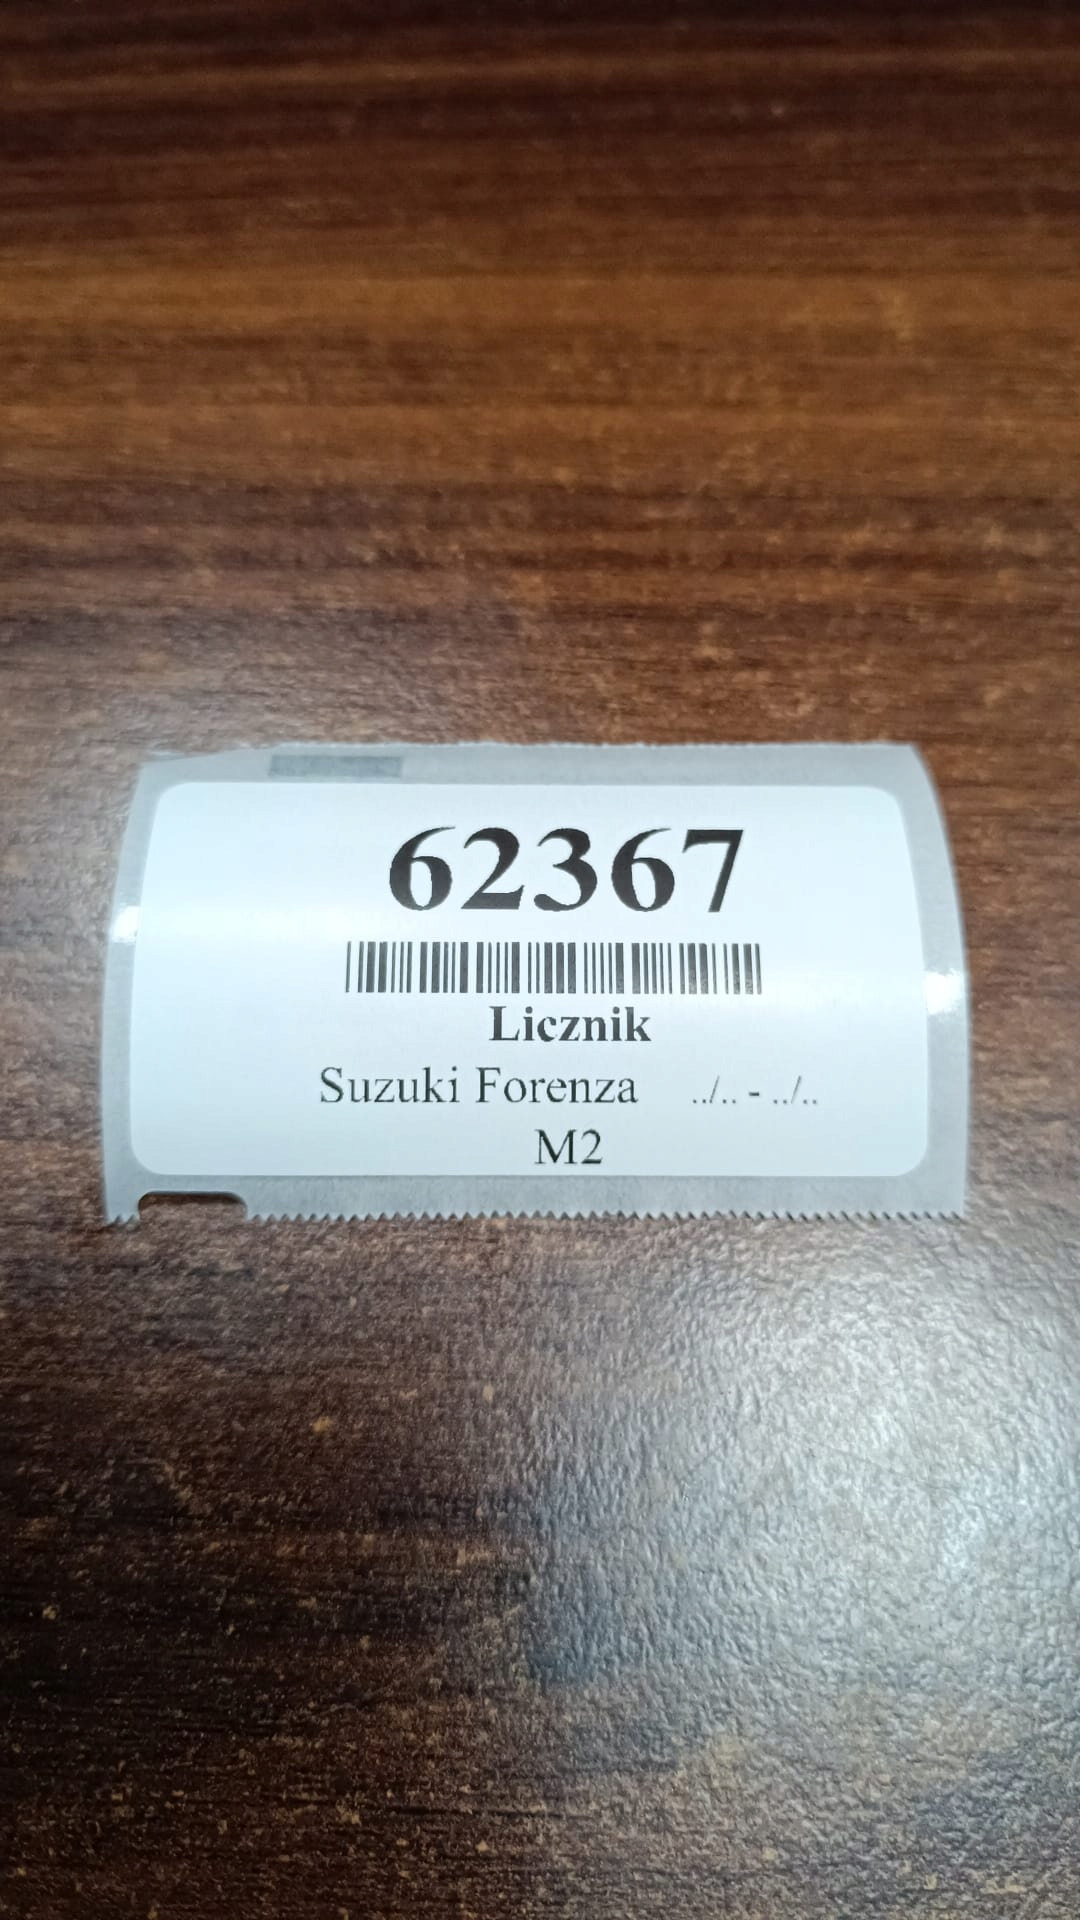 62367
Licznik
Suzuki Forenza ../.. - ../..
M2